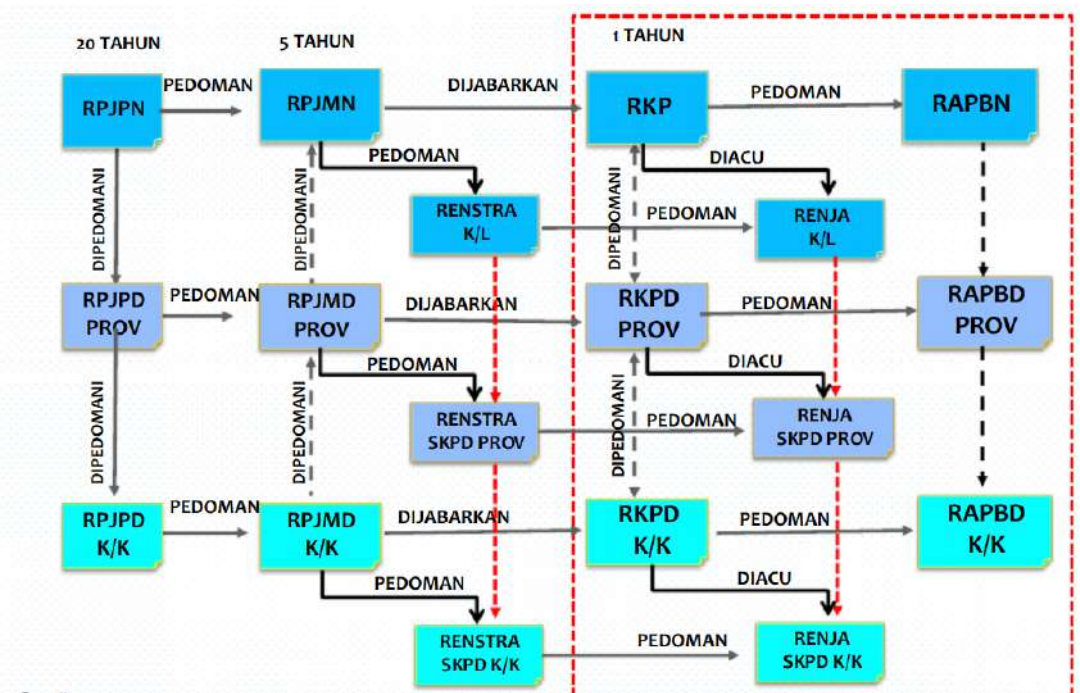 20 TAHUN
5 TAHUN
1 TAHUN
RPJPN
PEDOMAN
RPJMN
DIJABARKAN
RKP
PEDOMAN
RAPBN
PEDOMAN
DIACU
DIPEDOMANI
DIPEDOMANI
RENSTRA
K/L
PEDOMAN
DIPEDOMANI
RENJA
K/L
RPJPD
PROV
PEDOMAN
RPJMD
PROV
DIJABARKAN
RKPD
PROV
PEDOMAN
RAPBD
PROV
PEDOMAN
DIACU
DIPEDOMANI
DIPEDOMANI
RENSTRA
SKPD PROV
DIPEDOMANI
PEDOMAN
RENJA
SKPD PROV
RPJPD
K/K
PEDOMAN
RPJMD
K/K
DIJABARKAN
RKPD
K/K
PEDOMAN
RAPBD
K/K
PEDOMAN
DIACU
RENSTRA
SKPD K/K
PEDOMAN
RENJA
SKPD K/K